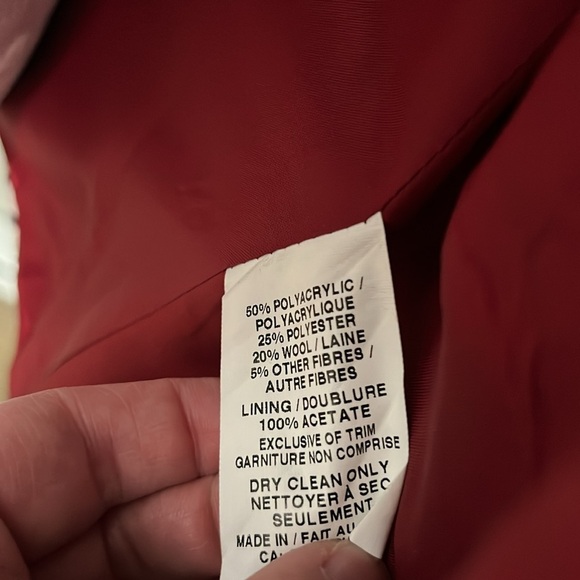 50% POLYACRYLIC /
POLYACRYLIQUE
25% POLYESTER
20% WOOL / LAINE
5% OTHER FIBRES /
AUTRE FIBRES
LINING / DOUBLURE
100% ACETATE
EXCLUSIVE OF TRIM
GARNITURE NON COMPRISE
DRY CLEAN ONLY
NETTOYER À SEC
SEULEMENT
MADE IN / FAIT AU